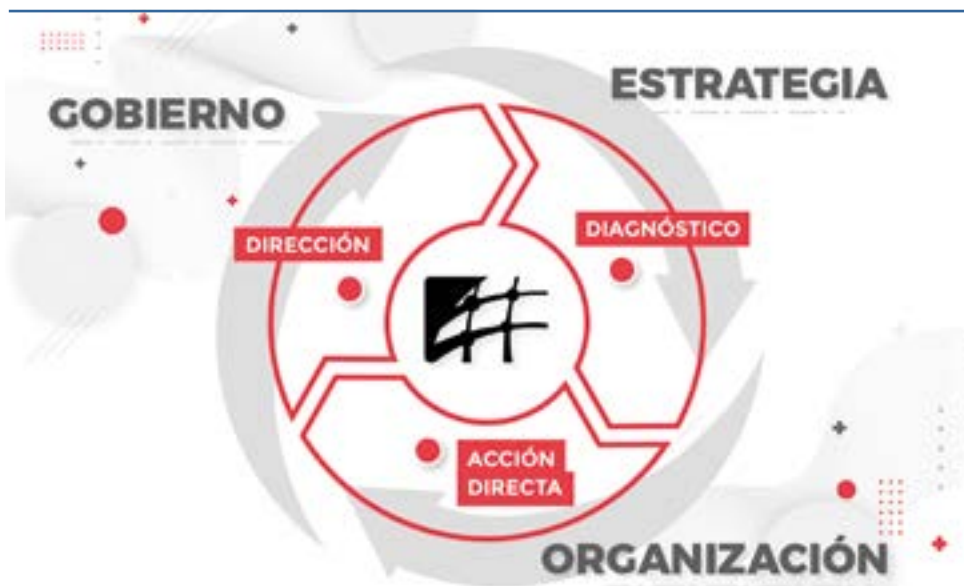 GOBIERNO
ESTRATEGIA
DIRECCIÓN
DIAGNÓSTICO
ACCIÓN
DIRECTA
ORGANIZACIÓN